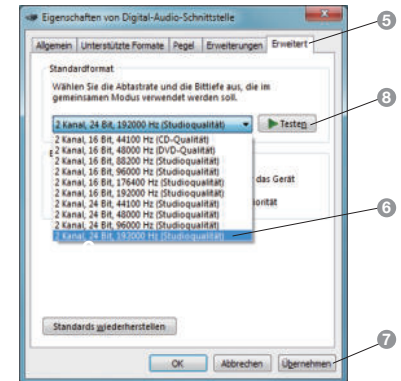 Eigenschaften von Digital-Audio-Schnittstelle
5
Allgemein Unterstützte Formate Pegel Erweiterungen Erweitert
Standardformat
Wählen Sie die Abtastrate und die Bittiefe aus, die im
gemeinsamen Modus verwendet werden soll.
8
2 Kanal, 24 Bit, 192000 Hz (Studioqualität) Testen
2 Kanal, 16 Bit, 44100 Hz (CD-Qualität)
2 Kanal, 16 Bit, 48000 Hz (DVD-Qualität)
2 Kanal, 16 Bit, 88200 Hz (Studioqualität)
2 Kanal, 16 Bit, 96000 Hz (Studioqualität)
2 Kanal, 16 Bit, 176400 Hz (Studioqualität) das Gerät
2 Kanal, 16 Bit, 192000 Hz (Studioqualität)
2 Kanal, 24 Bit, 44100 Hz (Studioqualität) iorität
2 Kanal, 24 Bit, 48000 Hz (Studioqualität)
2 Kanal, 24 Bit, 96000 Hz (Studioqualität)
2 Kanal, 24 Bit, 192000 Hz (Studioqualität)
6
Standards wiederherstellen
7
OK Abbrechen Übernehmen